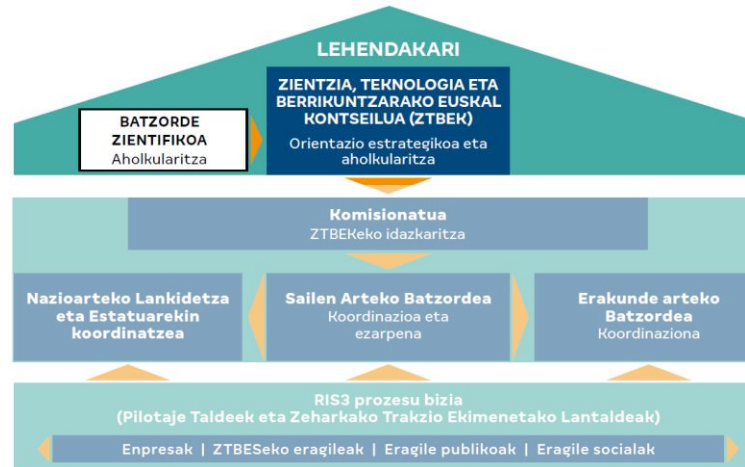 LEHENDAKARI
ZIENTZIA, TEKNOLOGIA ETA
BERRIKUNTZARAKO EUSKAL
KONTSEILUA (ZTBEK)
Orientazio estrategikoa eta
aholkularitza
BATZORDE
ZIENTIFIKOA
Aholkularitza
Komisionatua
ZTBEKeko idazkaritza
Nazioarteko Lankidetza
eta Estatuarekin
koordinatzea
Sailen Arteko Batzordea
Koordinazioa eta
ezarpena
Erakunde arteko
Batzordea
Koordinaziona
RIS3 prozesu bizia
(Pilotaje Taldeek eta Zeharkako Trakzio Ekimenetako Lantaldeak)
Enpresak | ZTBESeko eragileak | Eragile publikoak | Eragile socialak